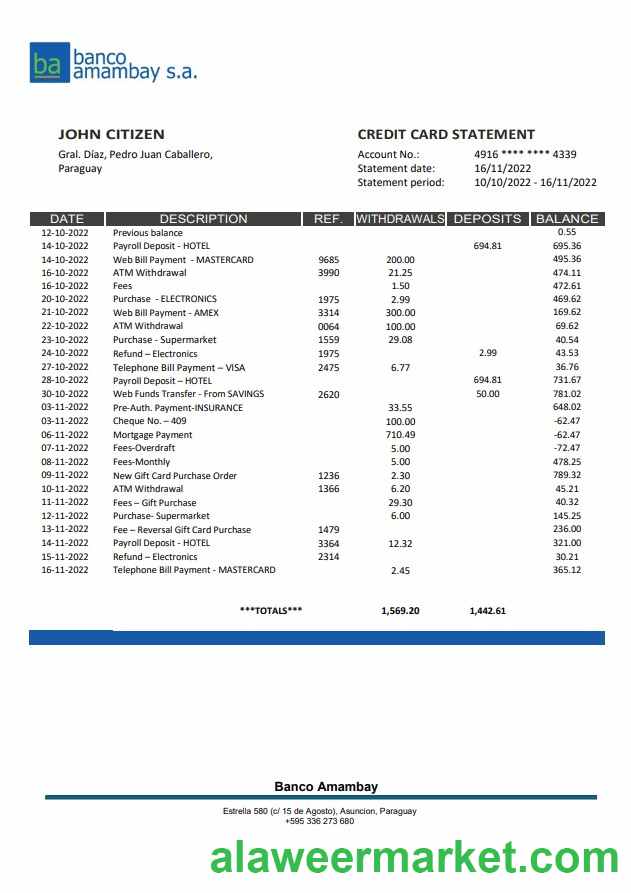 ba banco
amambay s.a.
JOHN CITIZEN
Gral. Díaz, Pedro Juan Caballero,
Paraguay
CREDIT CARD STATEMENT
Account No.: 4916 **** **** 4339
Statement date: 16/11/2022
Statement period: 10/10/2022 - 16/11/2022
DATE DESCRIPTION REF. WITHDRAWALS DEPOSITS BALANCE
12-10-2022 Previous balance 0.55
14-10-2022 Payroll Deposit - HOTEL 694.81 695.36
14-10-2022 Web Bill Payment - MASTERCARD 9685 200.00 495.36
16-10-2022 ATM Withdrawal 3990 21.25 474.11
16-10-2022 Fees 1.50 472.61
20-10-2022 Purchase - ELECTRONICS 1975 2.99 469.62
21-10-2022 Web Bill Payment - AMEX 3314 300.00 169.62
22-10-2022 ATM Withdrawal 0064 100.00 69.62
23-10-2022 Purchase - Supermarket 1559 29.08 40.54
24-10-2022 Refund – Electronics 1975 2.99 43.53
27-10-2022 Telephone Bill Payment – VISA 2475 6.77 36.76
28-10-2022 Payroll Deposit – HOTEL 694.81 731.67
30-10-2022 Web Funds Transfer - From SAVINGS 2620 50.00 781.02
03-11-2022 Pre-Auth. Payment-INSURANCE 33.55 648.02
03-11-2022 Cheque No. – 409 100.00 -62.47
06-11-2022 Mortgage Payment 710.49 -62.47
07-11-2022 Fees-Overdraft 5.00 -72.47
08-11-2022 Fees-Monthly 5.00 478.25
09-11-2022 New Gift Card Purchase Order 1236 2.30 789.32
10-11-2022 ATM Withdrawal 1366 6.20 45.21
11-11-2022 Fees – Gift Purchase 29.30 40.32
12-11-2022 Purchase- Supermarket 6.00 145.25
13-11-2022 Fee – Reversal Gift Card Purchase 1479 236.00
14-11-2022 Payroll Deposit - HOTEL 3364 12.32 321.00
15-11-2022 Refund – Electronics 2314 30.21
16-11-2022 Telephone Bill Payment - MASTERCARD 2.45 365.12
***TOTALS*** 1,569.20 1,442.61
Banco Amambay
Estrella 580 (c/ 15 de Agosto), Asuncion, Paraguay
+595 336 273 680
alaweermarket.com